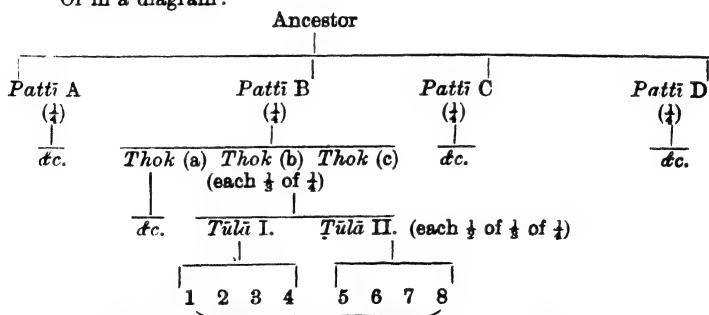 Or in a diagram :
Ancestor
Pattī A Pattī B Pattī C Pattī D
(¼) (¼) (¼) (¼)
&c. Thok (a) Thok (b) Thok (c) &c. &c.
(each ⅓ of ¼)
&c. Tūlā I. Tūlā II. (each ½ of ⅓ of ¼)
1 2 3 4 5 6 7 8